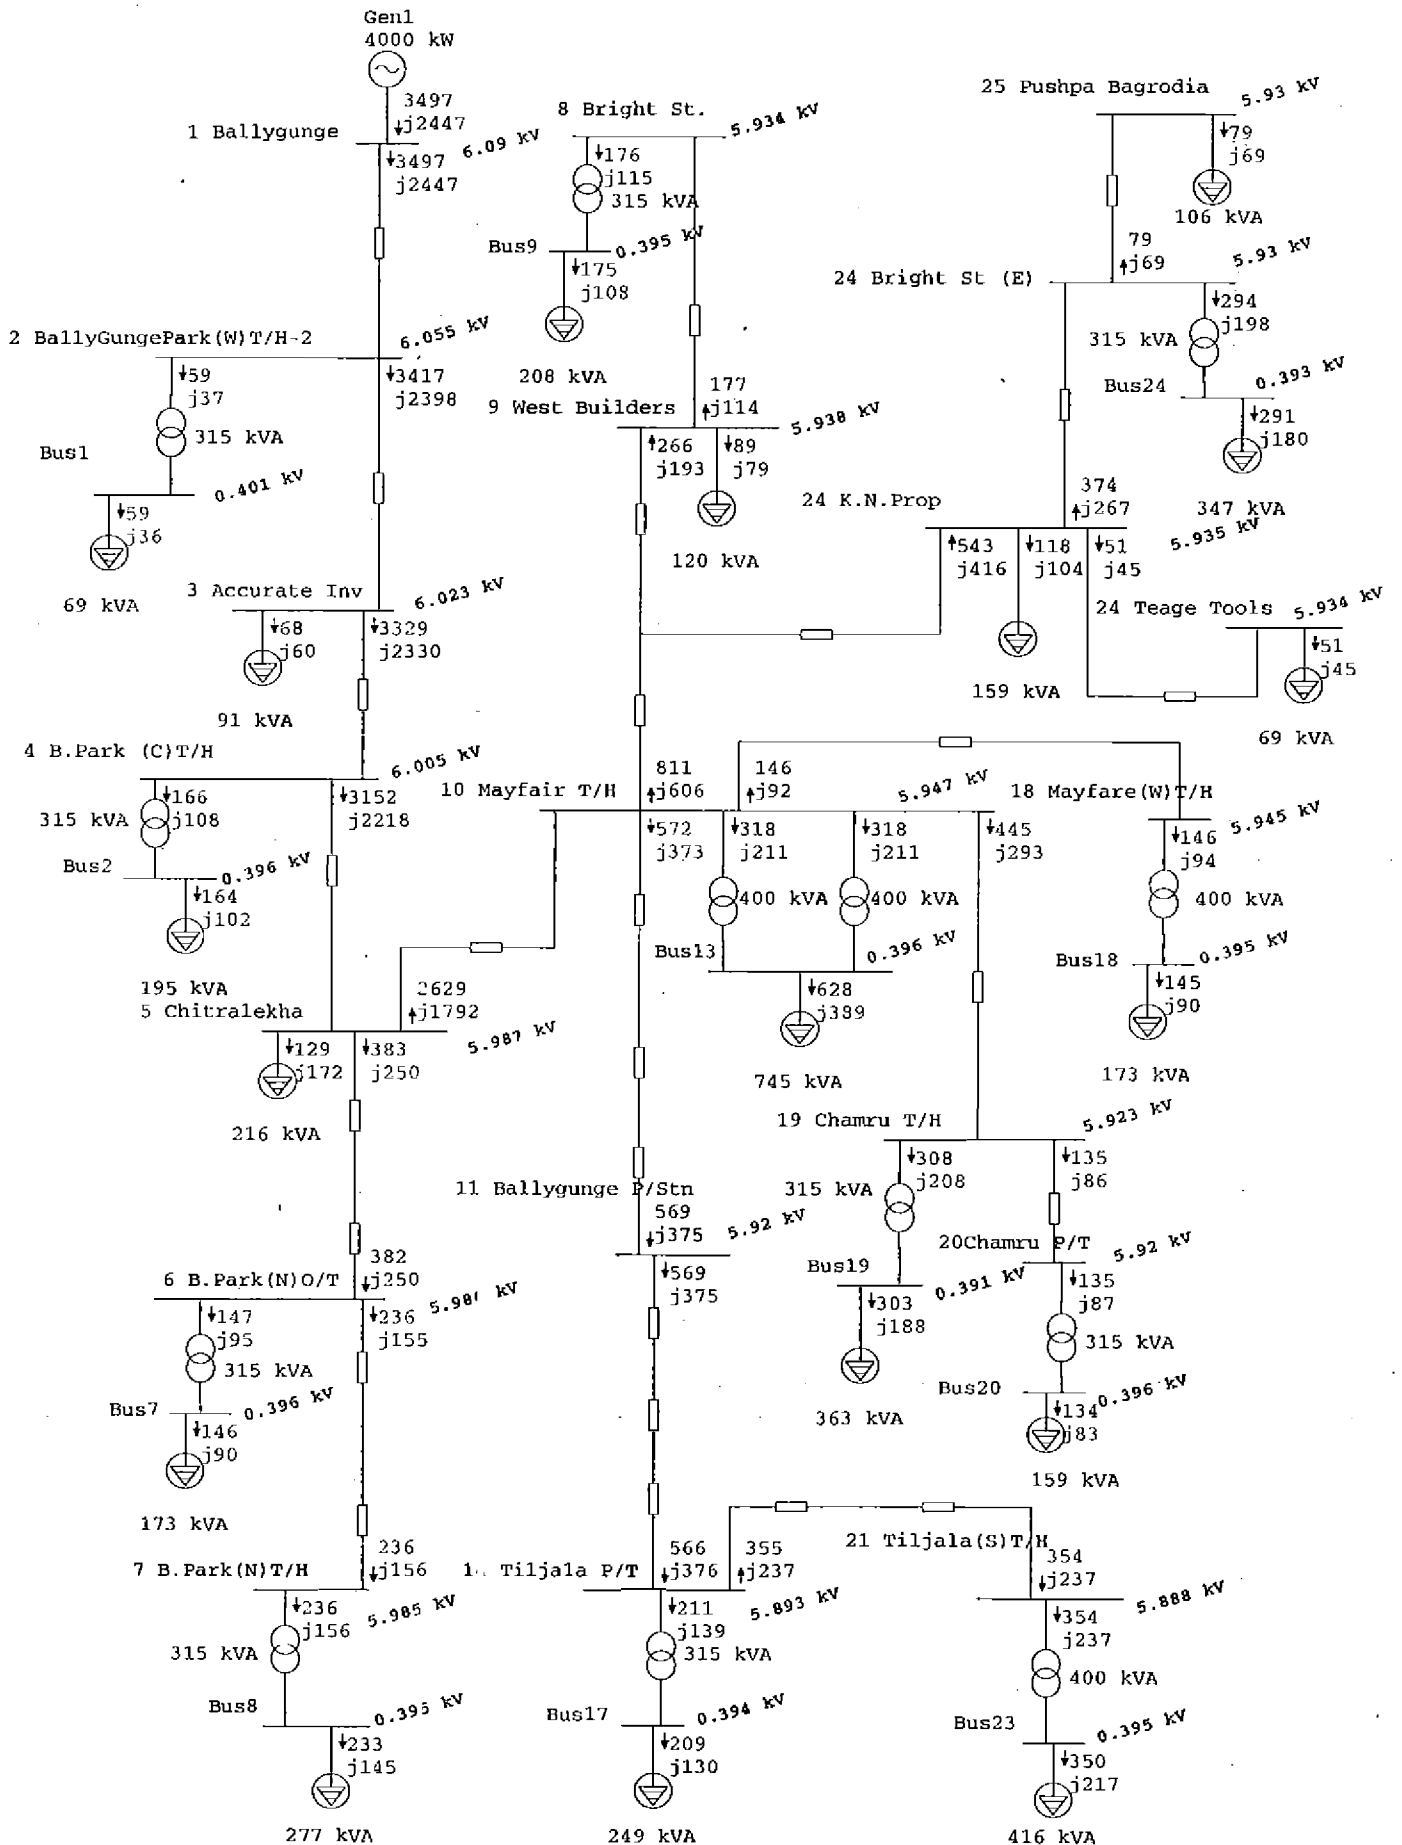 Gen1
4000 kW
3497
j2447
1 Ballygunge
6.09 kV
3497
j2447
2 BallyGungePark(W)T/H-2
6.055 kV
59
j37
3417
j2398
315 kVA
Bus1
0.401 kV
59
j36
69 kVA
3 Accurate Inv
6.023 kV
68
j60
3329
j2330
91 kVA
4 B.Park (C)T/H
6.005 kV
166
j108
3152
j2218
315 kVA
Bus2
0.396 kV
164
j102
195 kVA
5 Chitralekha
2629
j1792
5.987 kV
129
j172
383
j250
216 kVA
382
j250
6 B.Park(N)O/T
147
j95
236
j155
315 kVA
Bus7
0.396 kV
146
j90
173 kVA
236
j156
7 B.Park(N)T/H
5.985 kV
236
j156
315 kVA
Bus8
0.395 kV
233
j145
277 kVA
8 Bright St.
5.934 kV
176
j115
315 kVA
Bus9
0.395 kV
175
j108
208 kVA
177
j114
9 West Builders
5.938 kV
266
j193
89
j79
120 kVA
25 Pushpa Bagrodia
5.93 kV
79
j69
106 kVA
79
j69
24 Bright St (E)
5.93 kV
294
j198
315 kVA
Bus24
0.393 kV
291
j180
347 kVA
374
j267
24 K.N.Prop
5.935 kV
543
j416
118
j104
51
j45
159 kVA
24 Teage Tools
5.934 kV
51
j45
69 kVA
10 Mayfair T/H
811
j606
146
j92
5.947 kV
572
j373
318
j211
318
j211
445
j293
400 kVA
400 kVA
Bus13
0.396 kV
628
j389
745 kVA
18 Mayfare(W)T/H
5.945 kV
146
j94
400 kVA
Bus18
0.395 kV
145
j90
173 kVA
19 Chamru T/H
5.923 kV
308
j208
135
j86
315 kVA
Bus19
0.391 kV
303
j188
363 kVA
20Chamru P/T
5.92 kV
135
j87
315 kVA
Bus20
0.396 kV
134
j83
159 kVA
11 Ballygunge P/Stn
569
j375
5.92 kV
569
j375
566
j376
355
j237
Tiljala P/T
5.893 kV
211
j139
315 kVA
Bus17
0.394 kV
209
j130
249 kVA
21 Tiljala(S)T/H
354
j237
5.888 kV
354
j237
400 kVA
Bus23
0.395 kV
350
j217
416 kVA